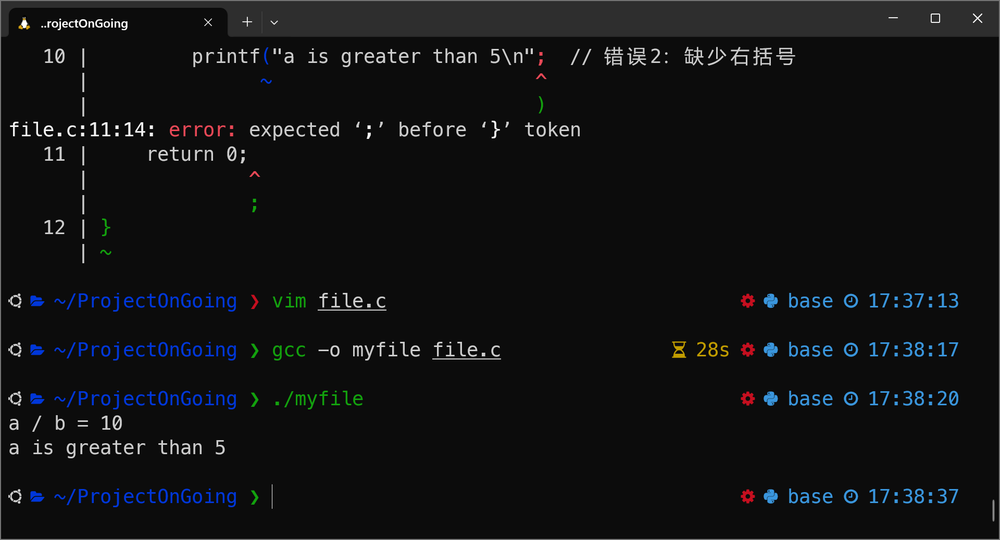 ..rojectOnGoing
10 | printf("a is greater than 5\n"; // 错误2: 缺少右括号
| ~ ^
| )
file.c:11:14: error: expected ‘;’ before ‘}’ token
11 | return 0;
| ^
| ;
12 | }
| ~
~/ProjectOnGoing ❯ vim file.c base 17:37:13
~/ProjectOnGoing ❯ gcc -o myfile file.c 28s base 17:38:17
~/ProjectOnGoing ❯ ./myfile base 17:38:20
a / b = 10
a is greater than 5
~/ProjectOnGoing ❯ base 17:38:37